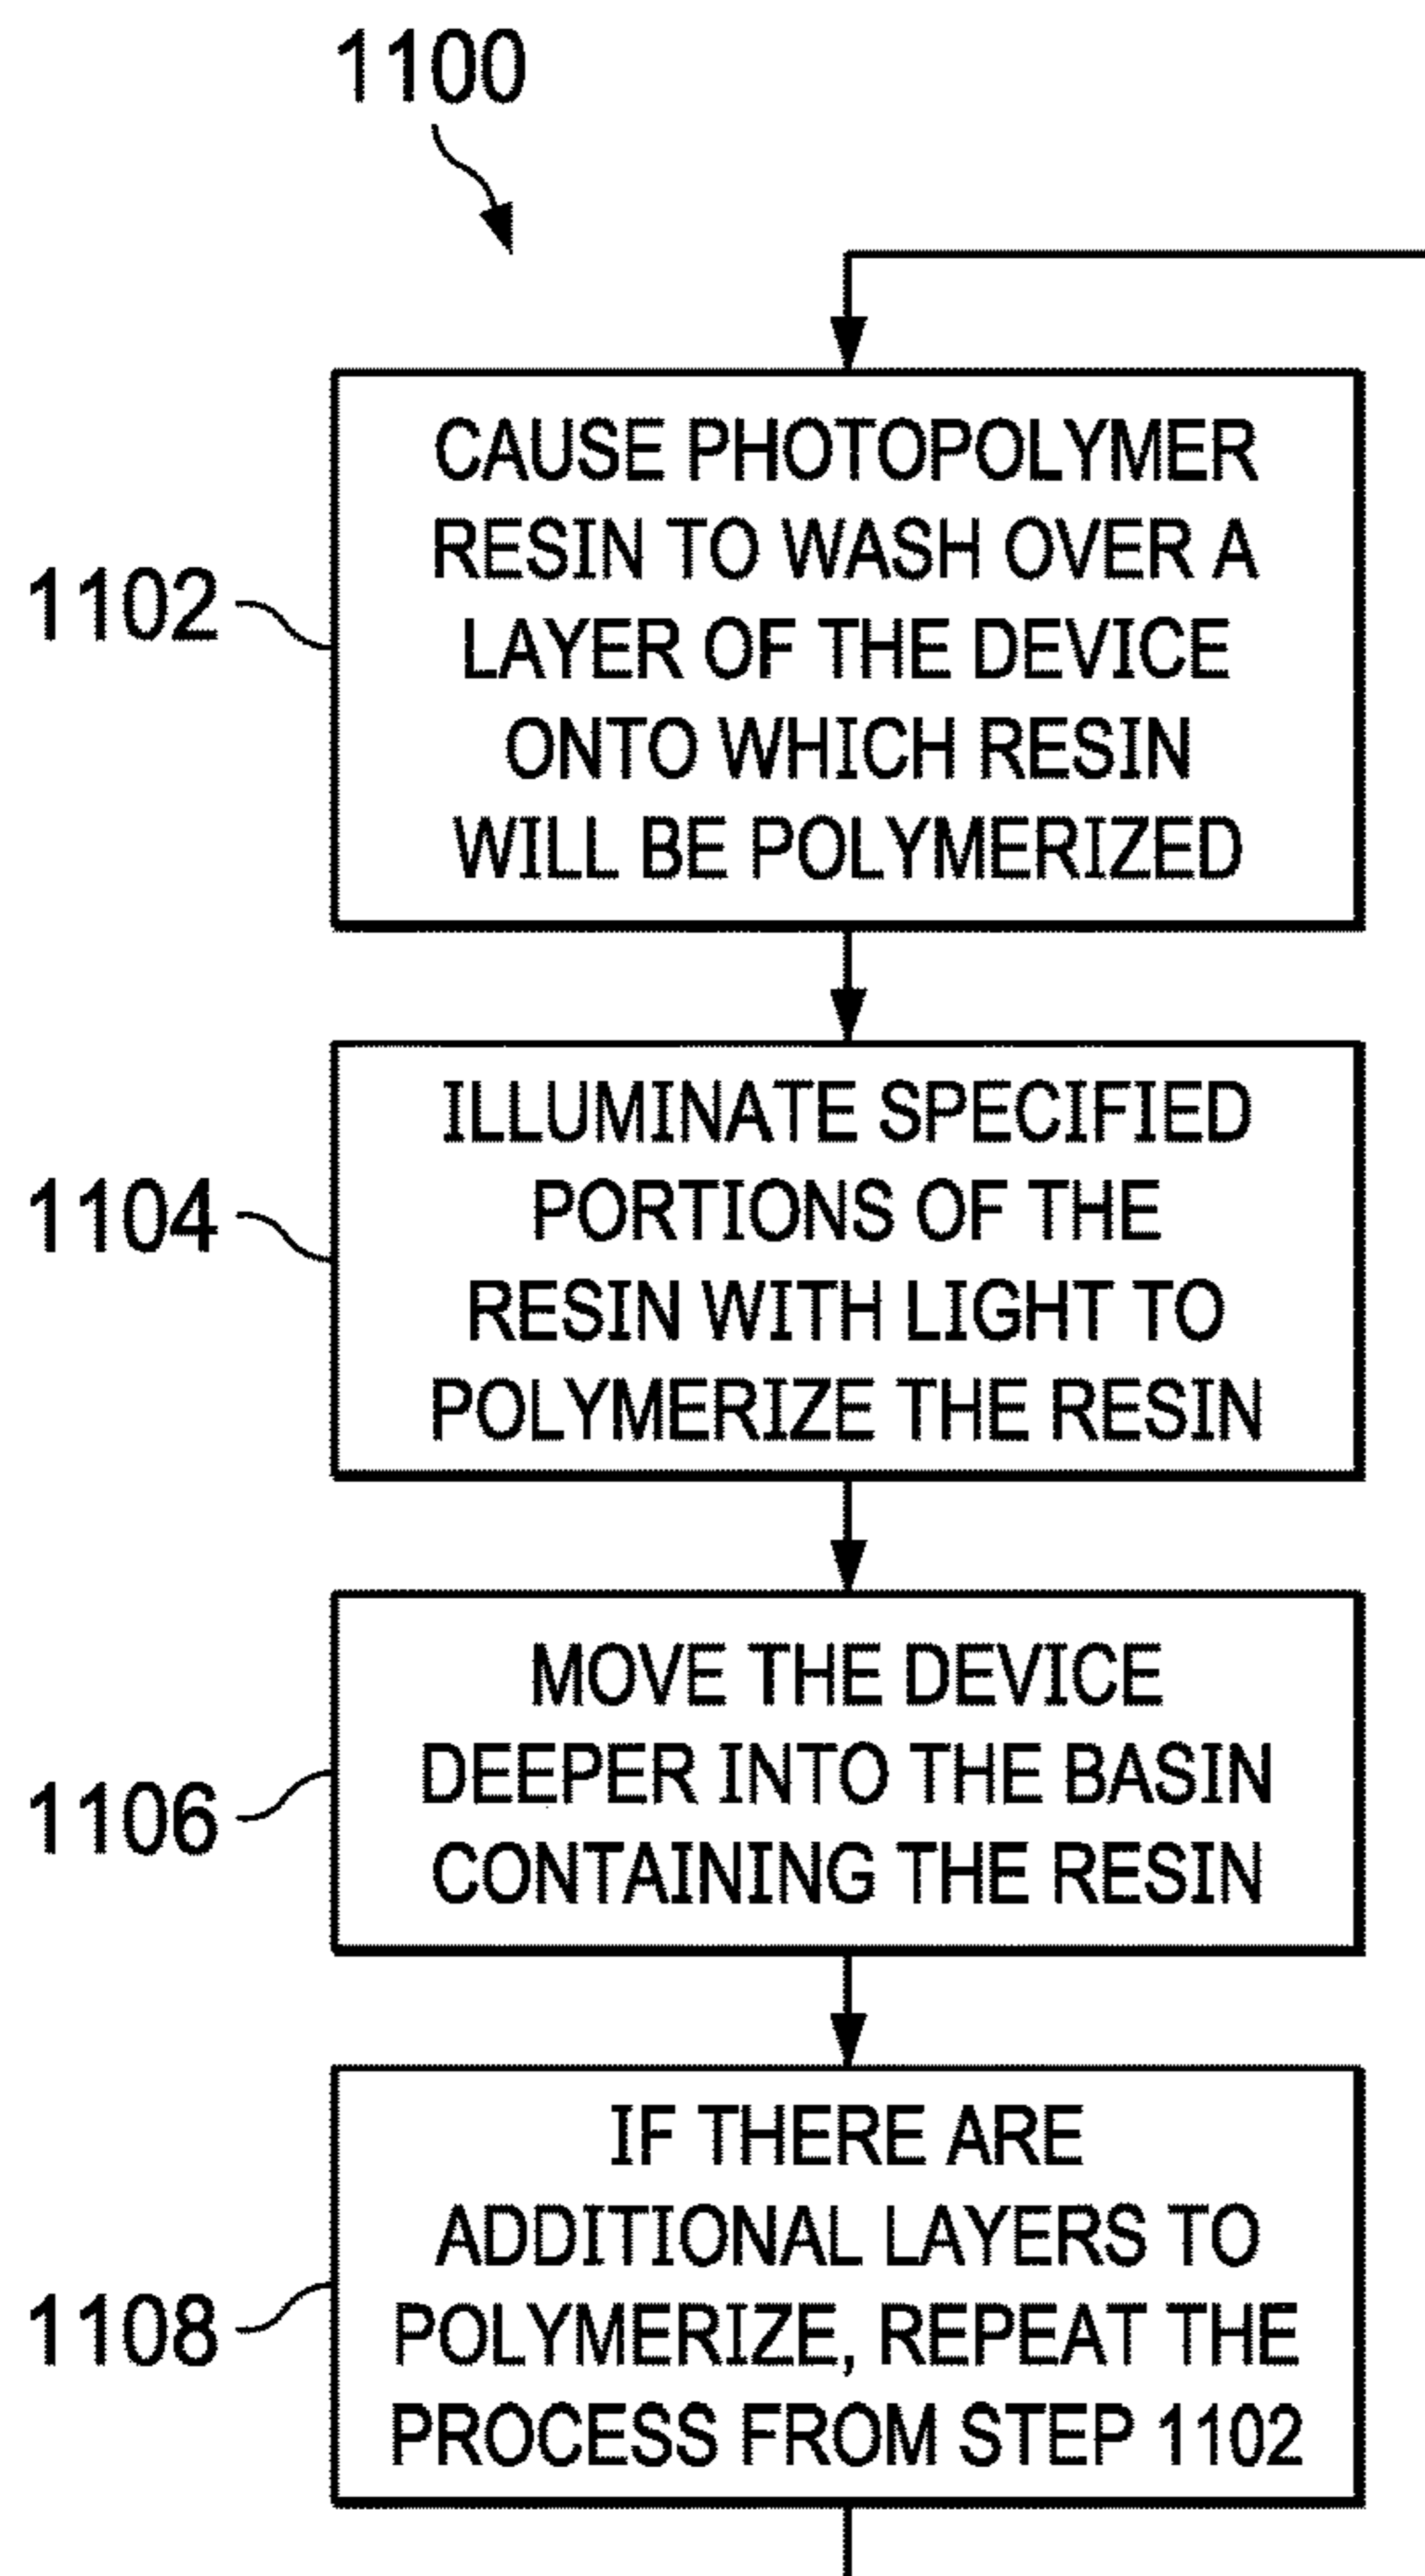 1100
1102
CAUSE PHOTOPOLYMER
RESIN TO WASH OVER A
LAYER OF THE DEVICE
ONTO WHICH RESIN
WILL BE POLYMERIZED
1104
ILLUMINATE SPECIFIED
PORTIONS OF THE
RESIN WITH LIGHT TO
POLYMERIZE THE RESIN
1106
MOVE THE DEVICE
DEEPER INTO THE BASIN
CONTAINING THE RESIN
1108
IF THERE ARE
ADDITIONAL LAYERS TO
POLYMERIZE, REPEAT THE
PROCESS FROM STEP 1102